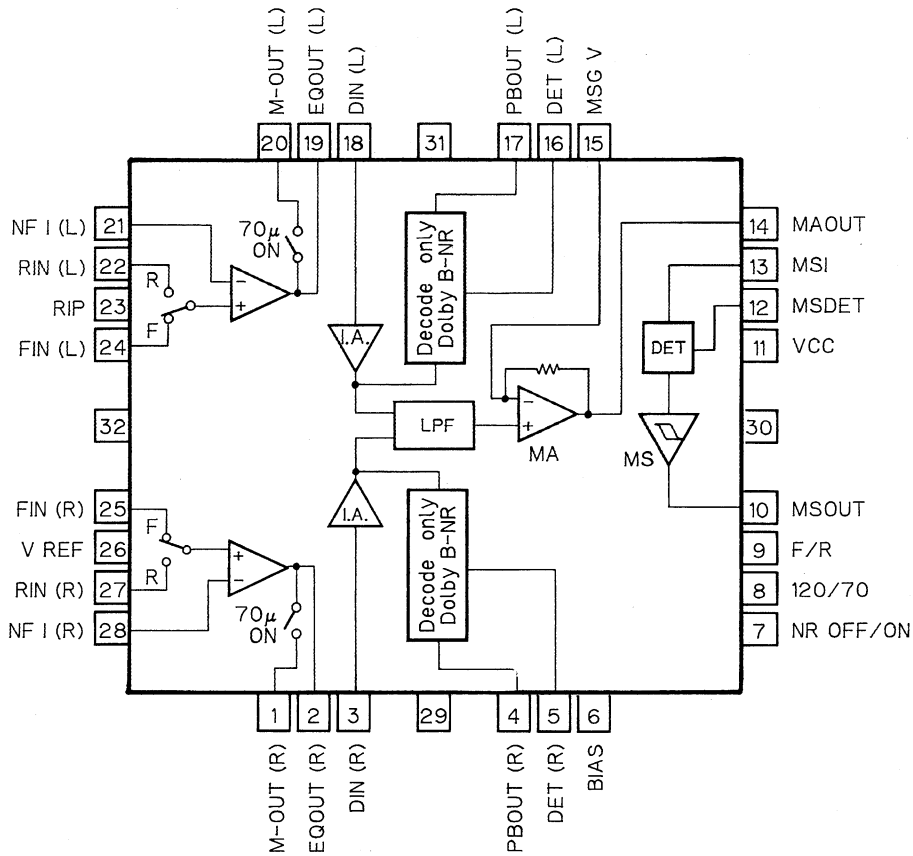 M-OUT (L)
EQOUT (L)
DIN (L)
PBOUT (L)
DET (L)
MSG V
20
19
18
31
17
16
15
NF I (L)
21
RIN (L)
22
RIP
23
FIN (L)
24
32
FIN (R)
25
V REF
26
RIN (R)
27
NF I (R)
28
R
F
−
+
70μ
ON
I.A.
Decode only
Dolby B-NR
LPF
−
+
MA
DET
MS
14
MAOUT
13
MSI
12
MSDET
11
VCC
30
10
MSOUT
9
F/R
8
120/70
7
NR OFF/ON
F
R
+
−
70μ
ON
I.A.
Decode only
Dolby B-NR
1
2
3
29
4
5
6
M-OUT (R)
EQOUT (R)
DIN (R)
PBOUT (R)
DET (R)
BIAS